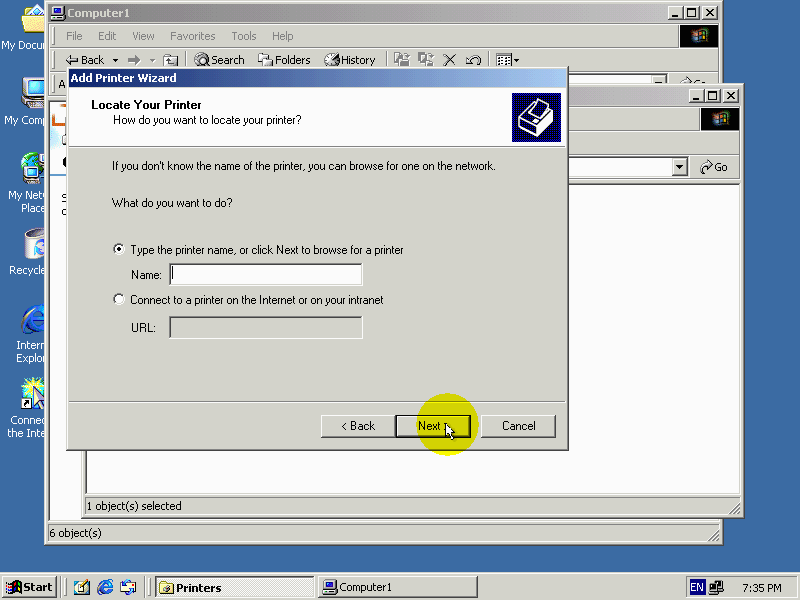 Computer1
File Edit View Favorites Tools Help
Back Search Folders History
Add Printer Wizard
Locate Your Printer
How do you want to locate your printer?
If you don't know the name of the printer, you can browse for one on the network.
What do you want to do?
Type the printer name, or click Next to browse for a printer
Name:
Connect to a printer on the Internet or on your intranet
URL:
< Back Next Cancel
Go
My Docu
My Comp
My Net
Place
Recycle
Intern
Explo
Connec
the Inte
1 object(s) selected
6 object(s)
Start Printers Computer1 EN 7:35 PM